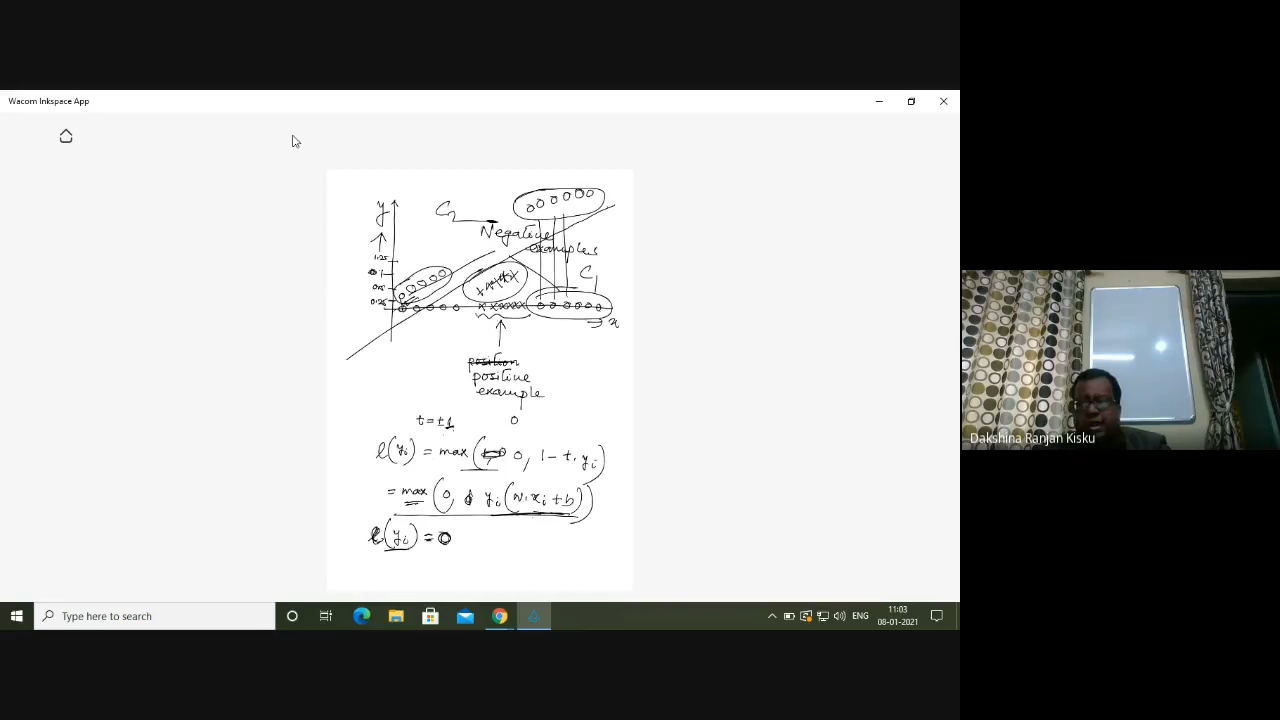 Wacom Inkspace App
y
C2
Negative
examples
1.25
1
0.5
0.25
C1
x
position
positive
example
t = ±1 0
l(yi) = max(0, 1 - t. yi)
= max(0, yi(w.xi + b))
l(yi) = 0
Dakshina Ranjan Kisku
Type here to search
ENG
11:03
08-01-2021